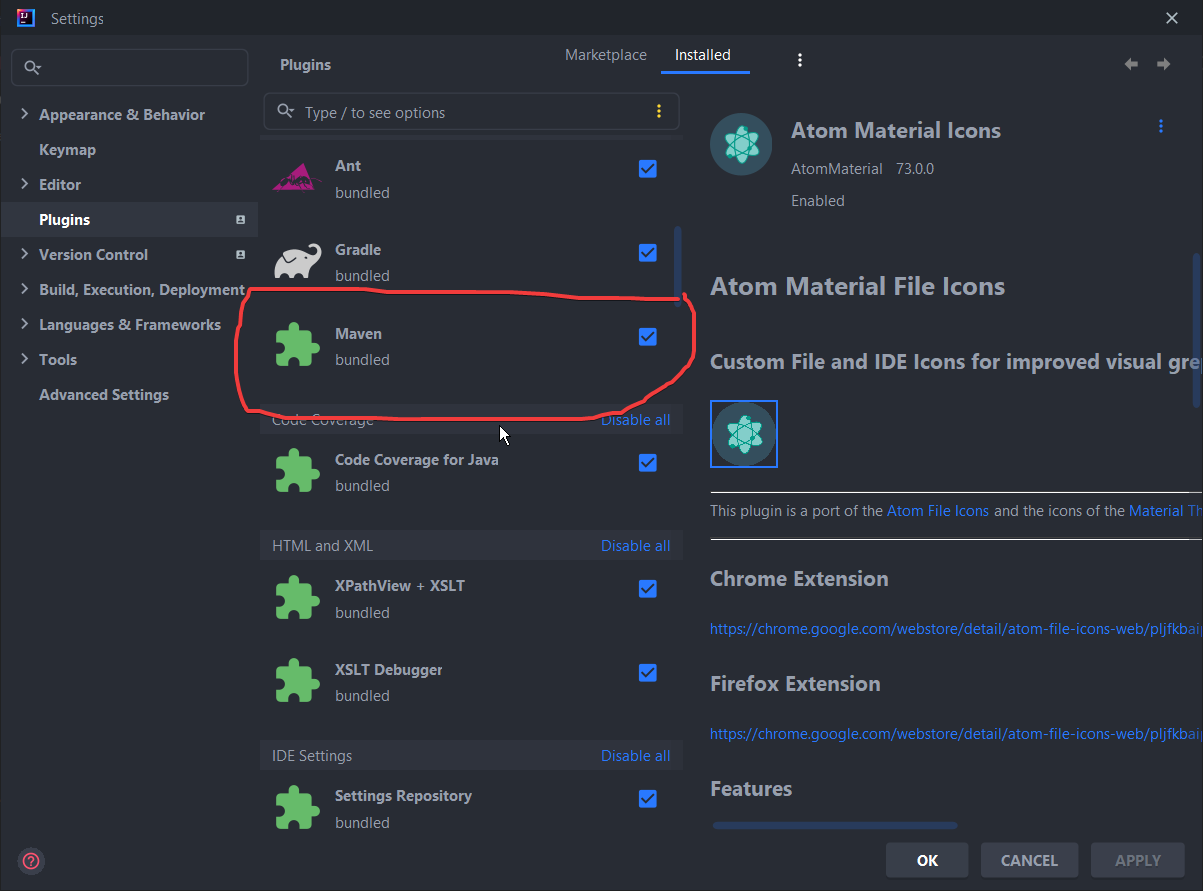 Settings
Appearance & Behavior
Keymap
Editor
Plugins
Version Control
Build, Execution, Deployment
Languages & Frameworks
Tools
Advanced Settings
Plugins
Marketplace
Installed
Type / to see options
Ant
bundled
Gradle
bundled
Maven
bundled
Code Coverage
Disable all
Code Coverage for Java
bundled
HTML and XML
Disable all
XPathView + XSLT
bundled
XSLT Debugger
bundled
IDE Settings
Disable all
Settings Repository
bundled
Atom Material Icons
AtomMaterial 73.0.0
Enabled
Atom Material File Icons
Custom File and IDE Icons for improved visual gre
This plugin is a port of the Atom File Icons and the icons of the Material Th
Chrome Extension
https://chrome.google.com/webstore/detail/atom-file-icons-web/pljfkbaip
Firefox Extension
https://chrome.google.com/webstore/detail/atom-file-icons-web/pljfkbaip
Features
OK
CANCEL
APPLY